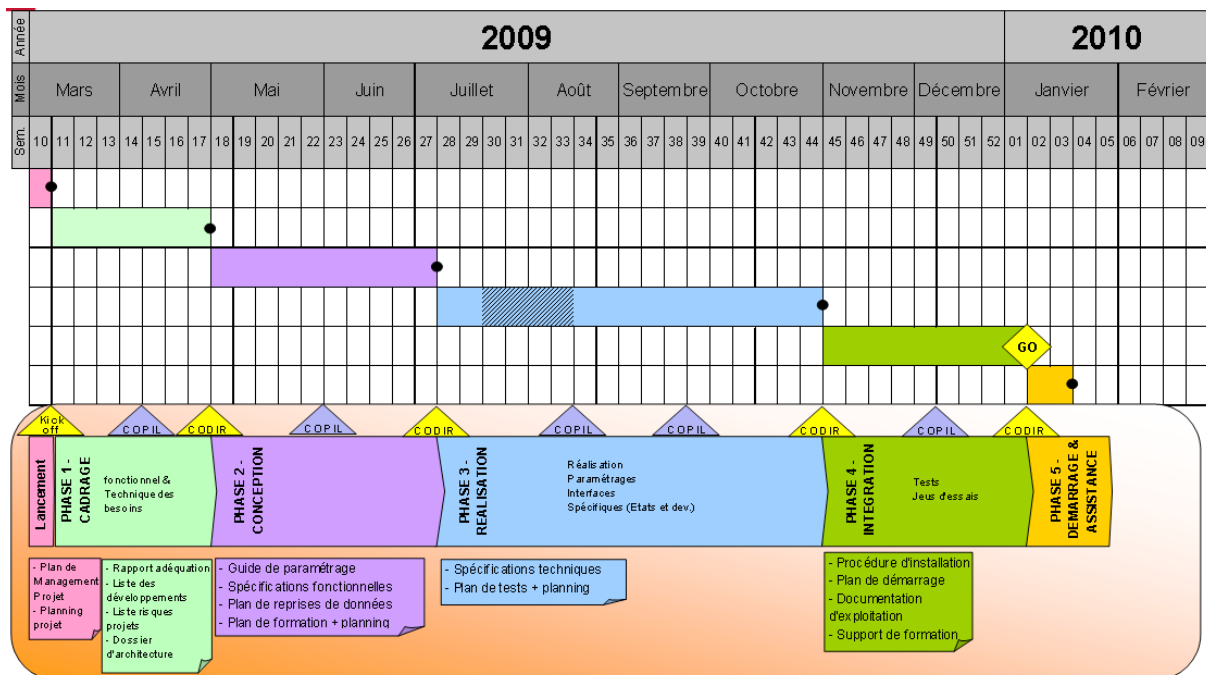 Année
2009
2010
Mois
Mars
Avril
Mai
Juin
Juillet
Août
Septembre
Octobre
Novembre
Décembre
Janvier
Février
Sem.
10 11 12 13 14 15 16 17 18 19 20 21 22 23 24 25 26 27 28 29 30 31 32 33 34 35 36 37 38 39 40 41 42 43 44 45 46 47 48 49 50 51 52 01 02 03 04 05 06 07 08 09
GO
Kick
off
COPIL
CODIR
COPIL
CODIR
COPIL
COPIL
CODIR
COPIL
CODIR
Lancement
PHASE 1 -
CADRAGE
fonctionnel &
Technique des
besoins
PHASE 2 -
CONCEPTION
PHASE 3 -
REALISATION
Réalisation
Paramétrages
Interfaces
Spécifiques (Etats et dev.)
PHASE 4 -
INTEGRATION
Tests
Jeux d'essais
PHASE 5 -
DEMARRAGE &
ASSISTANCE
- Plan de
Management
Projet
- Planning
projet
- Rapport adéquation
- Liste des
développements
- Liste risques
projets
- Dossier
d'architecture
- Guide de paramétrage
- Spécifications fonctionnelles
- Plan de reprises de données
- Plan de formation + planning
- Spécifications techniques
- Plan de tests + planning
- Procédure d'installation
- Plan de démarrage
- Documentation
d'exploitation
- Support de formation